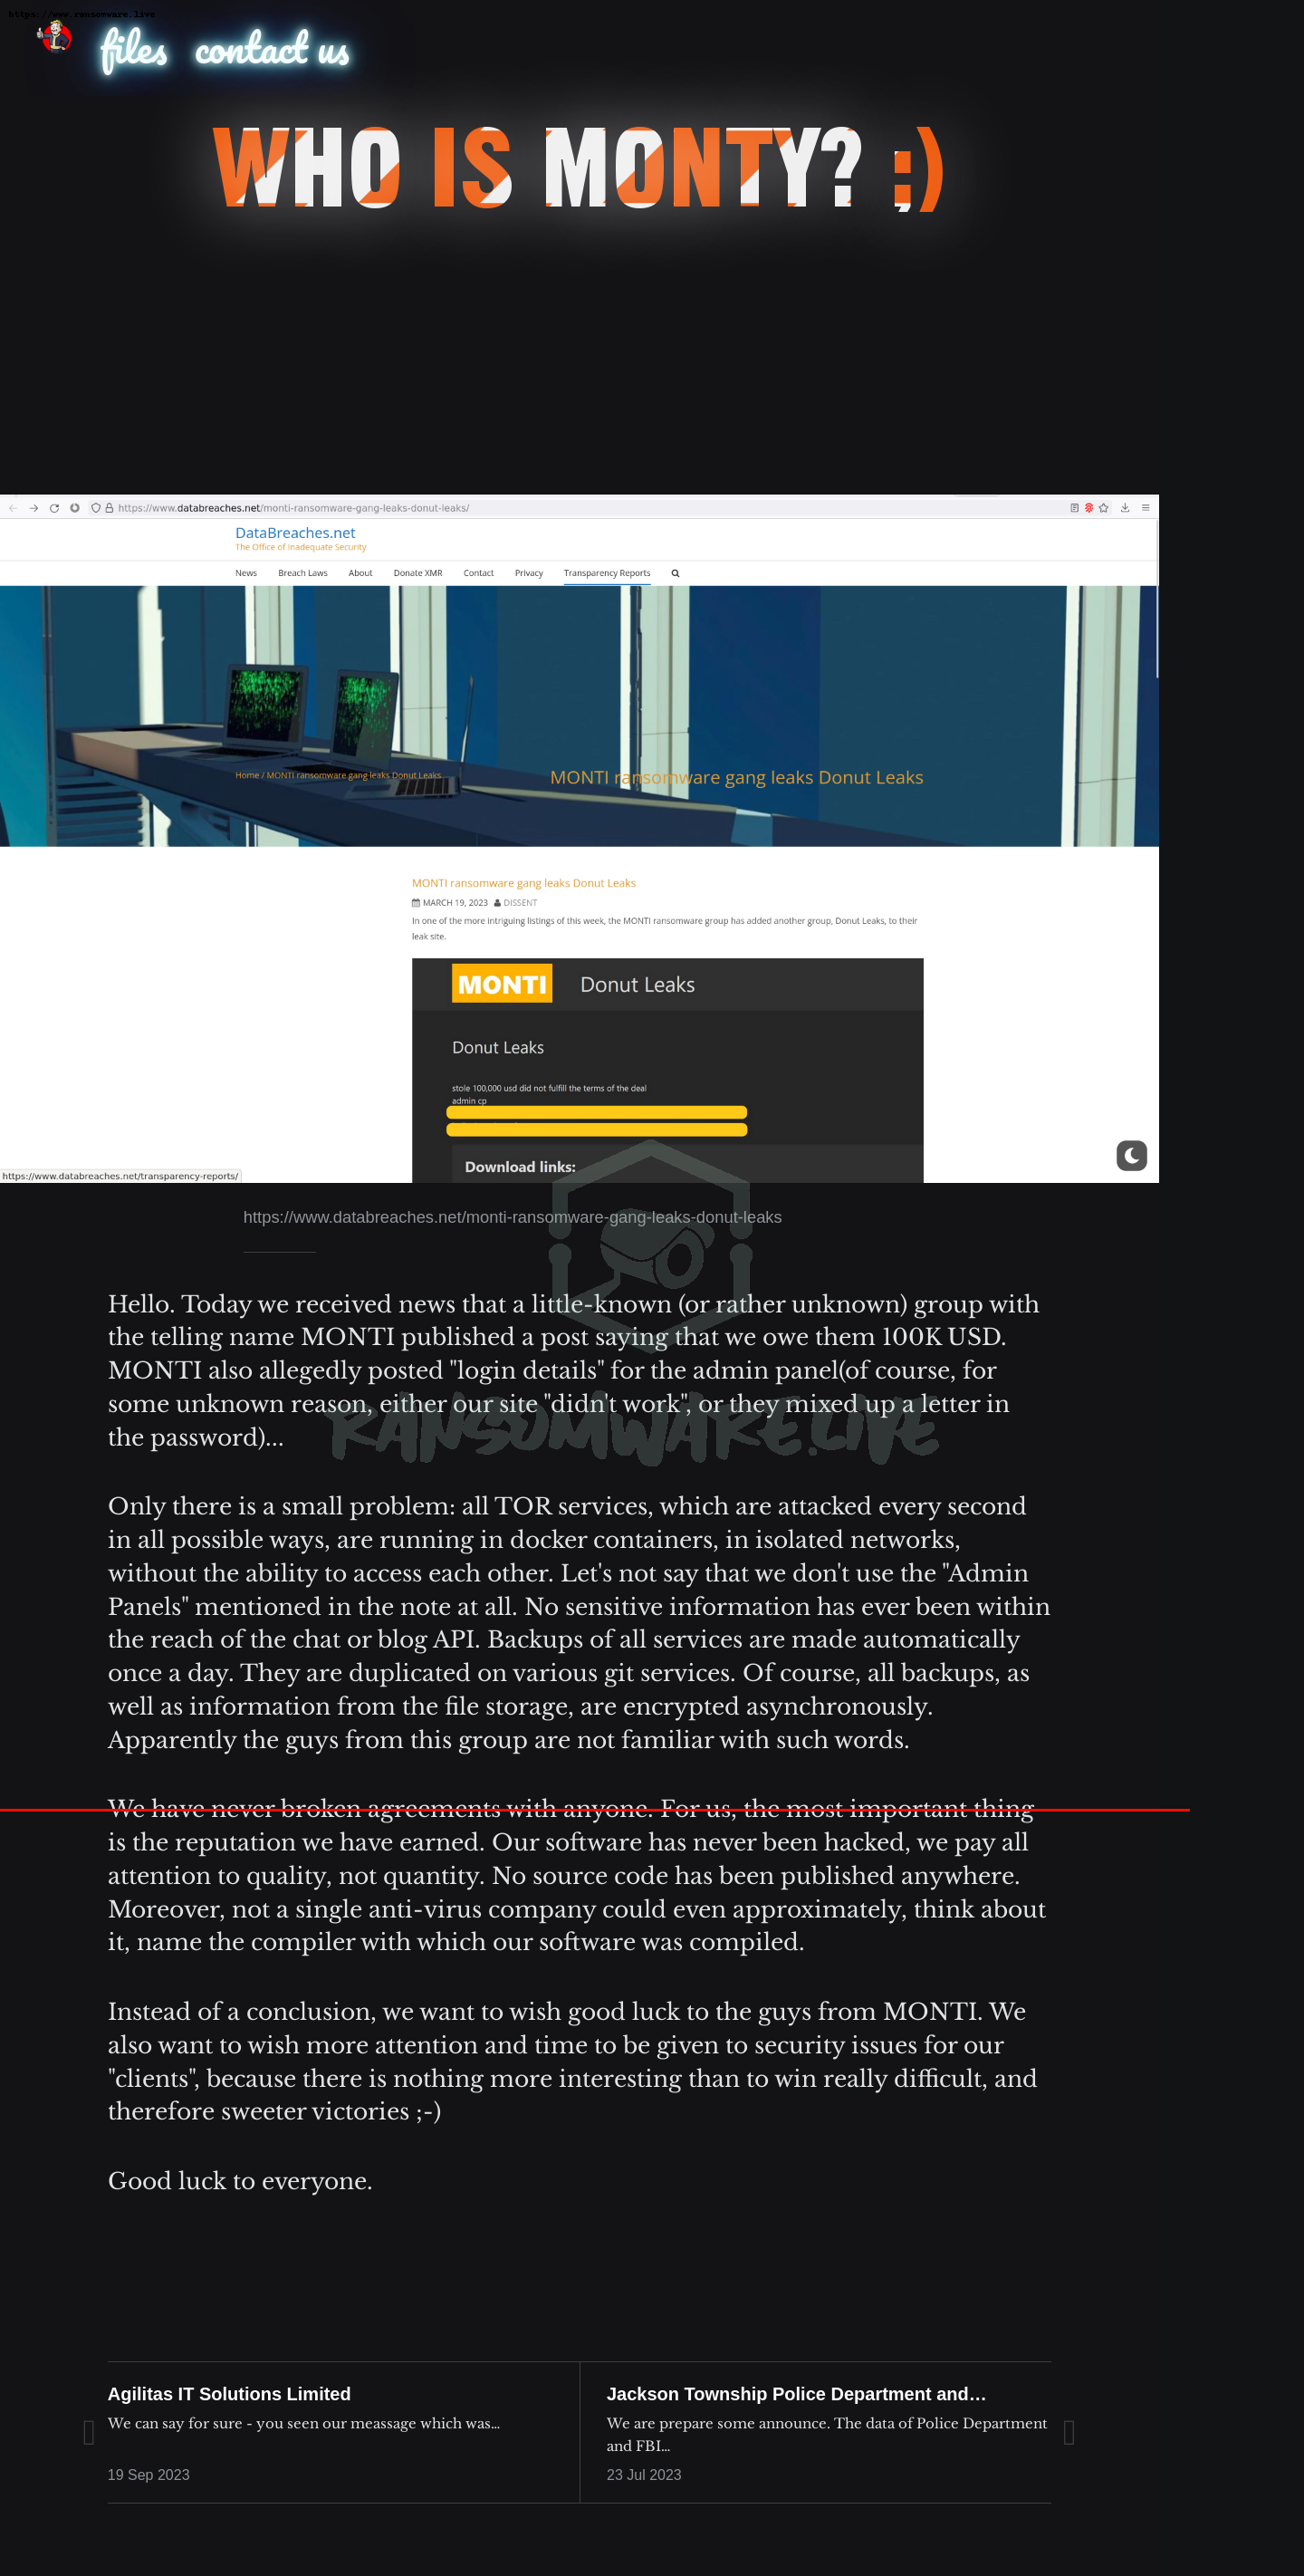 https://www.ransomware.live
files contact us
WHO IS MONTY? ;)
https://www.databreaches.net/monti-ransomware-gang-leaks-donut-leaks/
DataBreaches.net
The Office of Inadequate Security
News Breach Laws About Donate XMR Contact Privacy Transparency Reports
Home / MONTI ransomware gang leaks Donut Leaks
MONTI ransomware gang leaks Donut Leaks
MONTI ransomware gang leaks Donut Leaks
MARCH 19, 2023 DISSENT
In one of the more intriguing listings of this week, the MONTI ransomware group has added another group, Donut Leaks, to their
leak site.
MONTI Donut Leaks
Donut Leaks
stole 100,000 usd did not fulfill the terms of the deal
admin cp
Download links:
https://www.databreaches.net/transparency-reports/
https://www.databreaches.net/monti-ransomware-gang-leaks-donut-leaks
Hello. Today we received news that a little-known (or rather unknown) group with
the telling name MONTI published a post saying that we owe them 100K USD.
MONTI also allegedly posted "login details" for the admin panel(of course, for
some unknown reason, either our site "didn't work", or they mixed up a letter in
the password)...
RANSOMWARE.LIVE
Only there is a small problem: all TOR services, which are attacked every second
in all possible ways, are running in docker containers, in isolated networks,
without the ability to access each other. Let's not say that we don't use the "Admin
Panels" mentioned in the note at all. No sensitive information has ever been within
the reach of the chat or blog API. Backups of all services are made automatically
once a day. They are duplicated on various git services. Of course, all backups, as
well as information from the file storage, are encrypted asynchronously.
Apparently the guys from this group are not familiar with such words.
We have never broken agreements with anyone. For us, the most important thing
is the reputation we have earned. Our software has never been hacked, we pay all
attention to quality, not quantity. No source code has been published anywhere.
Moreover, not a single anti-virus company could even approximately, think about
it, name the compiler with which our software was compiled.
Instead of a conclusion, we want to wish good luck to the guys from MONTI. We
also want to wish more attention and time to be given to security issues for our
"clients", because there is nothing more interesting than to win really difficult, and
therefore sweeter victories ;-)
Good luck to everyone.
Agilitas IT Solutions Limited
We can say for sure - you seen our meassage which was...
19 Sep 2023
Jackson Township Police Department and...
We are prepare some announce. The data of Police Department
and FBI...
23 Jul 2023